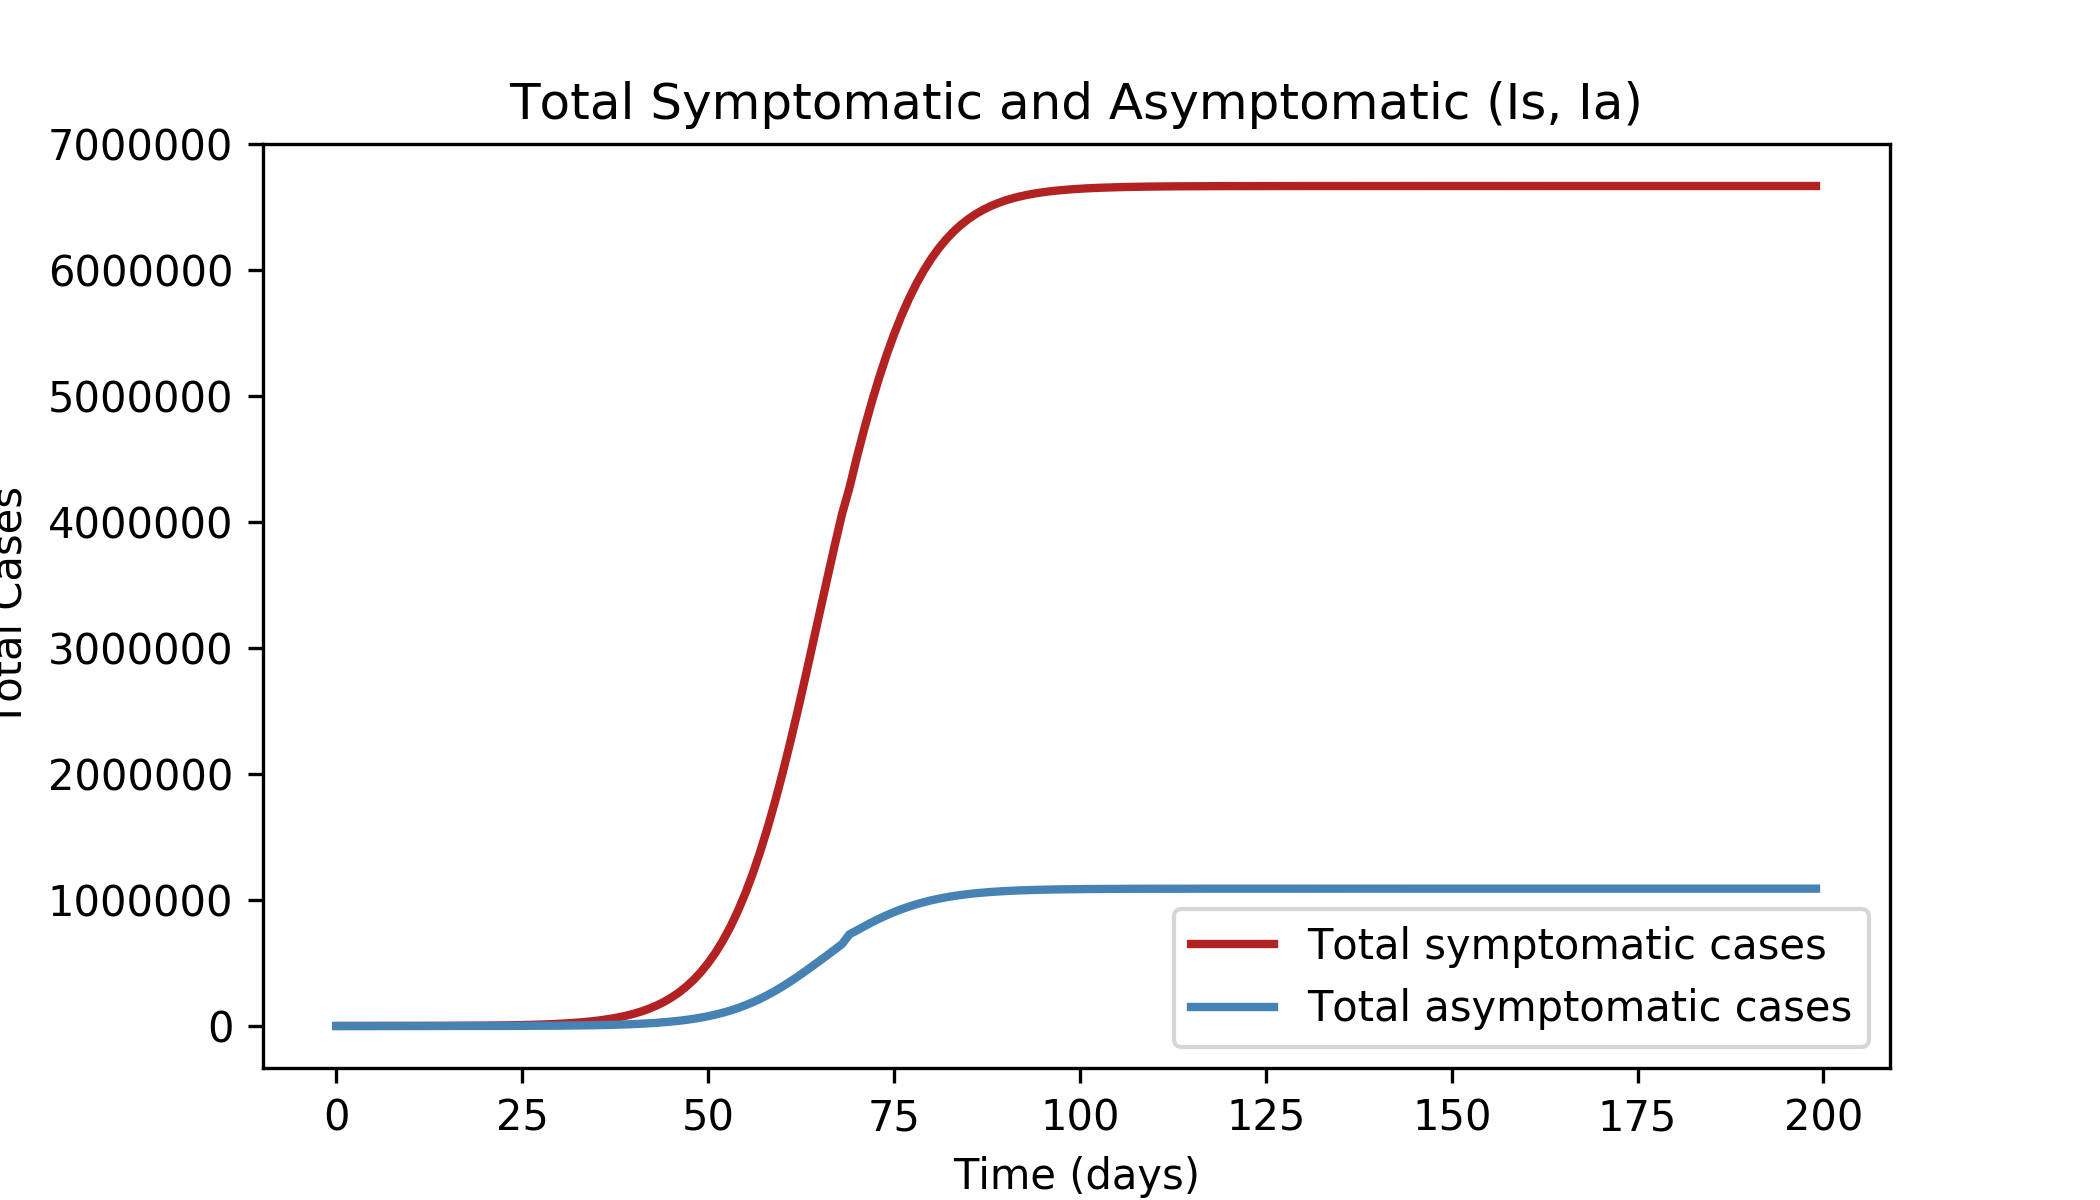 Total Symptomatic and Asymptomatic (Is, Ia)
7000000
6000000
5000000
4000000
3000000
2000000
1000000
0
Total Cases
0 25 50 75 100 125 150 175 200
Time (days)
Total symptomatic cases
Total asymptomatic cases